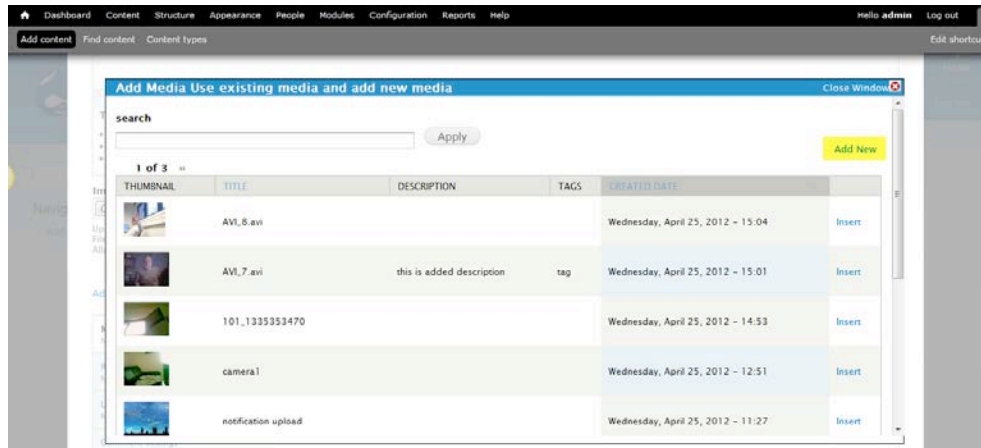 Dashboard Content Structure Appearance People Modules Configuration Reports Help Hello admin Log out
Add content Find content Content types Edit shortcu
Add Media Use existing media and add new media Close Window
search
Apply
Add New
1 of 3 »
THUMBNAIL TITLE DESCRIPTION TAGS CREATED DATE
AVI_8.avi Wednesday, April 25, 2012 - 15:04 Insert
AVI_7.avi this is added description tag Wednesday, April 25, 2012 - 15:01 Insert
101_1335353470 Wednesday, April 25, 2012 - 14:53 Insert
camera1 Wednesday, April 25, 2012 - 12:51 Insert
notification upload Wednesday, April 25, 2012 - 11:27 Insert